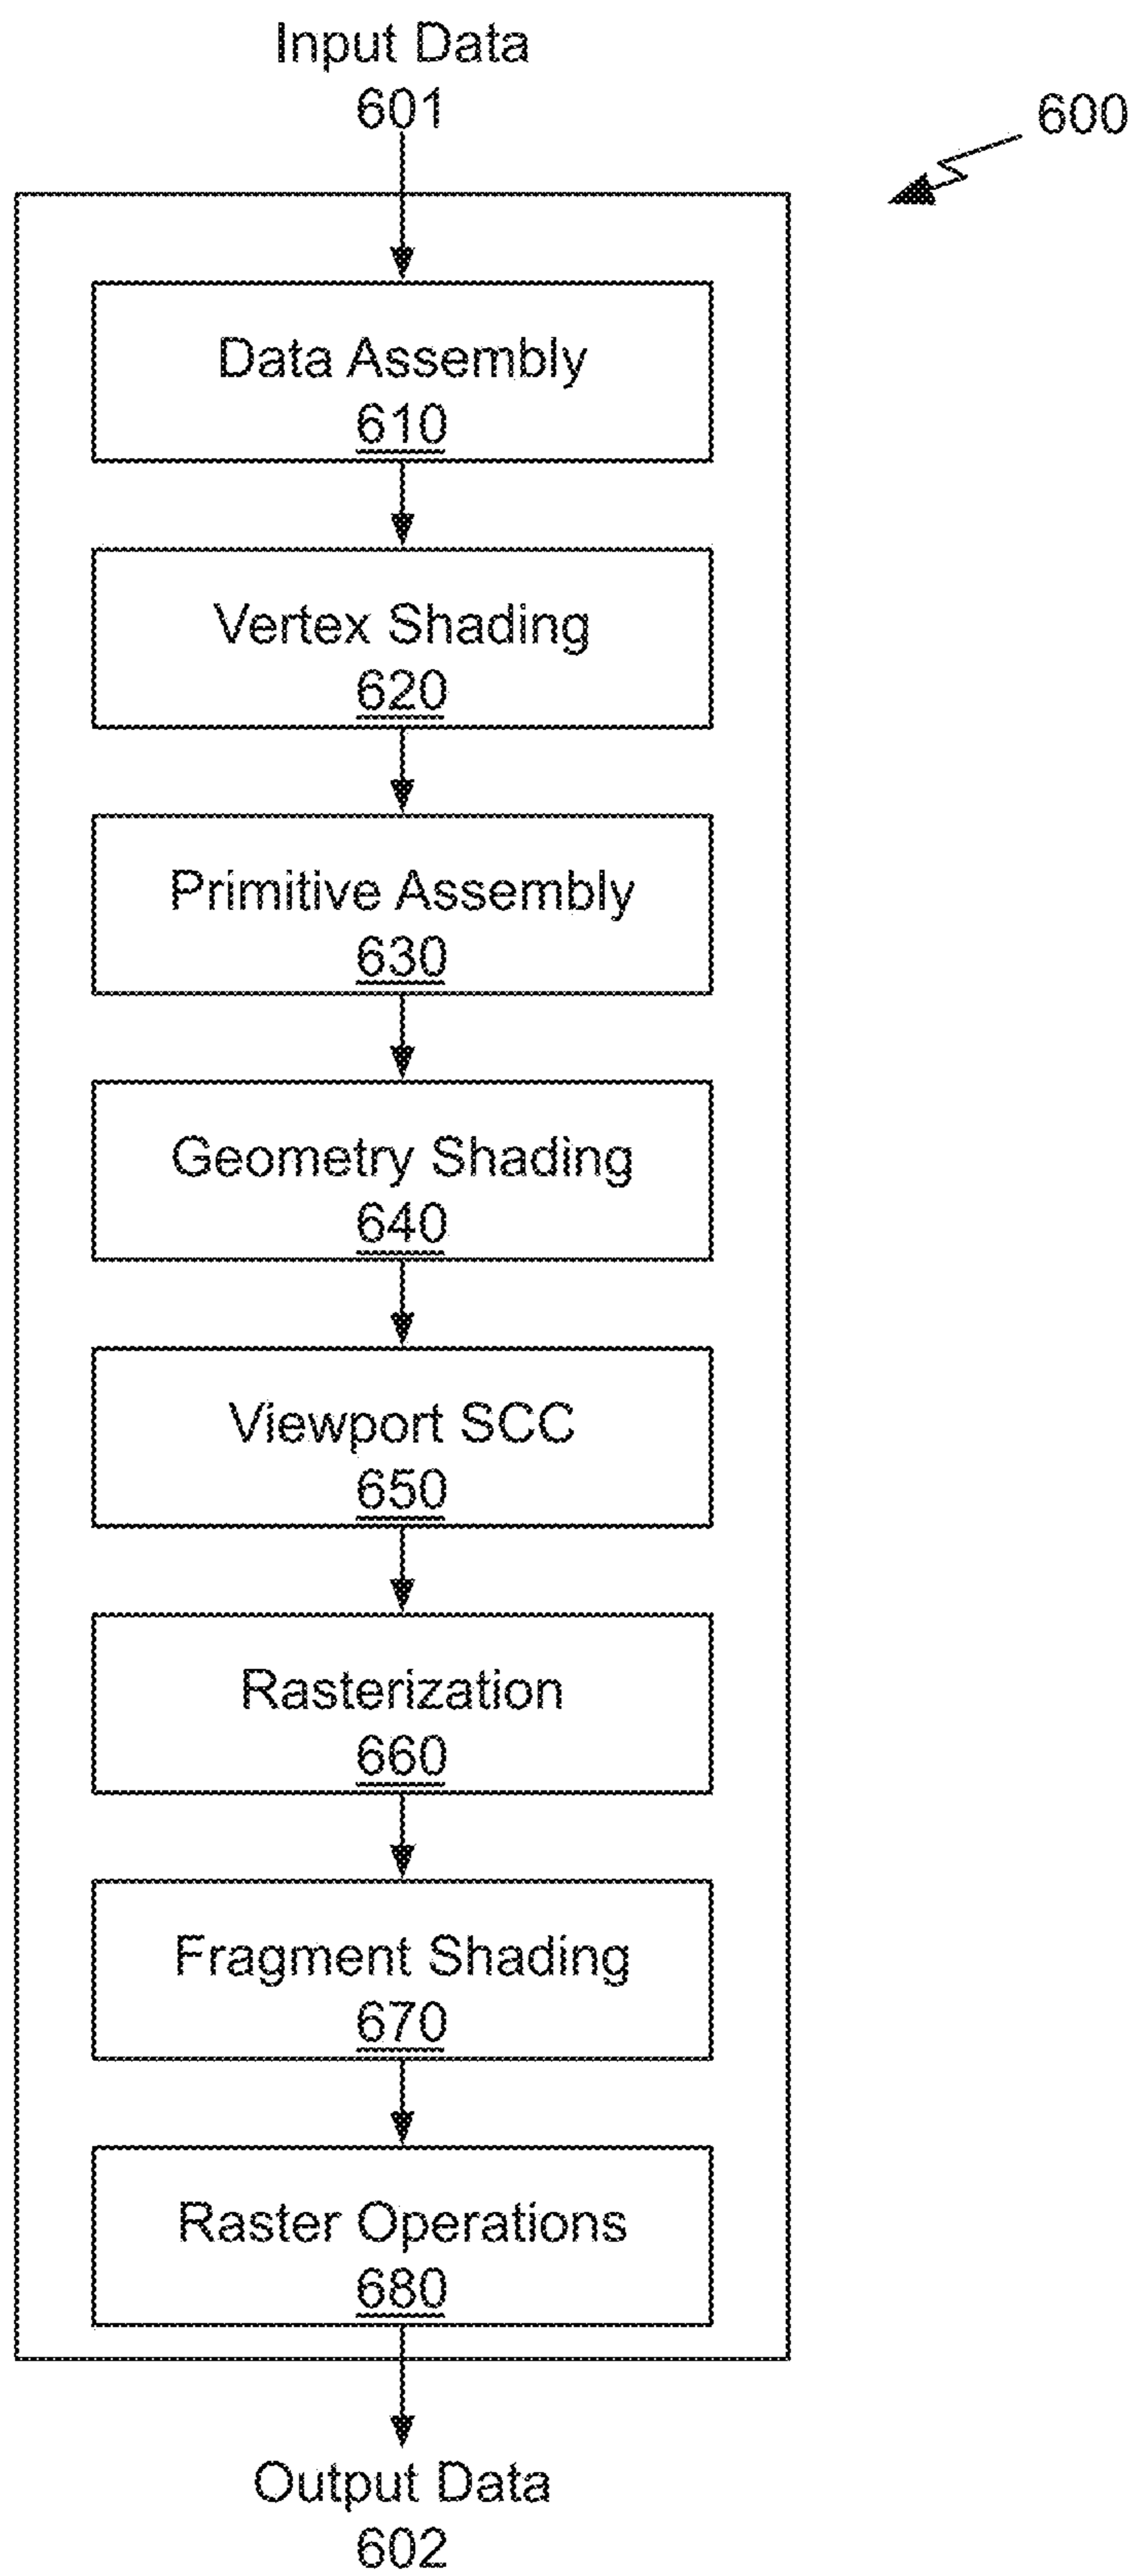 Input Data
601
600
Data Assembly
610
Vertex Shading
620
Primitive Assembly
630
Geometry Shading
640
Viewport SCC
650
Rasterization
660
Fragment Shading
670
Raster Operations
680
Output Data
602